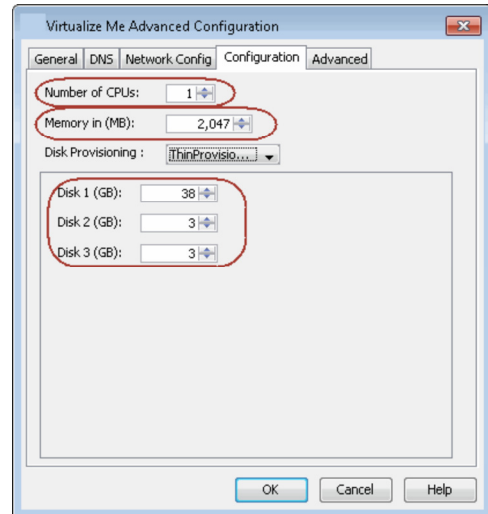 Virtualize Me Advanced Configuration
General DNS Network Config Configuration Advanced
Number of CPUs: 1
Memory in (MB): 2,047
Disk Provisioning : ThinProvisio...
Disk 1 (GB): 38
Disk 2 (GB): 3
Disk 3 (GB): 3
OK Cancel Help